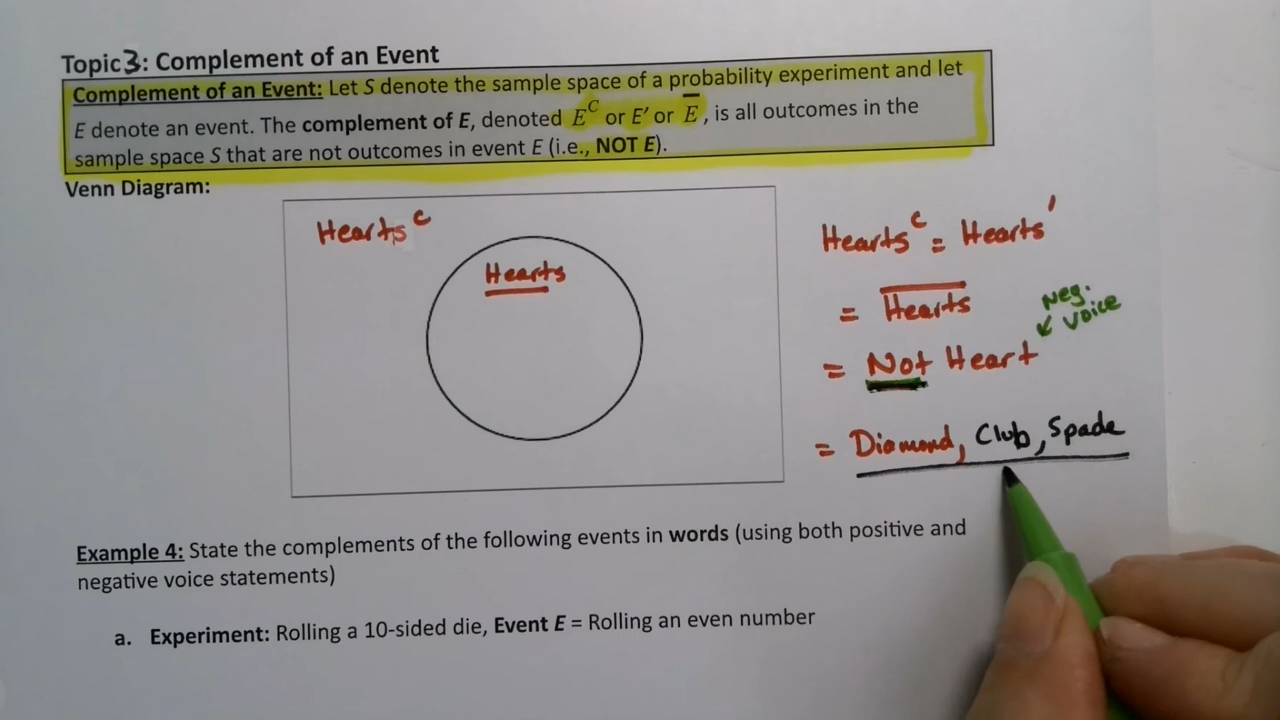 Topic 3: Complement of an Event
Complement of an Event: Let S denote the sample space of a probability experiment and let
E denote an event. The complement of E, denoted E^C or E′ or E̅, is all outcomes in the
sample space S that are not outcomes in event E (i.e., NOT E).
Venn Diagram:
Hearts^c
Hearts
Hearts^c = Hearts'
= H̅e̅a̅r̅t̅s̅
Neg.
↙ Voice
= Not Heart
= Diamond, Club, Spade
Example 4: State the complements of the following events in words (using both positive and
negative voice statements)
a. Experiment: Rolling a 10-sided die, Event E = Rolling an even number